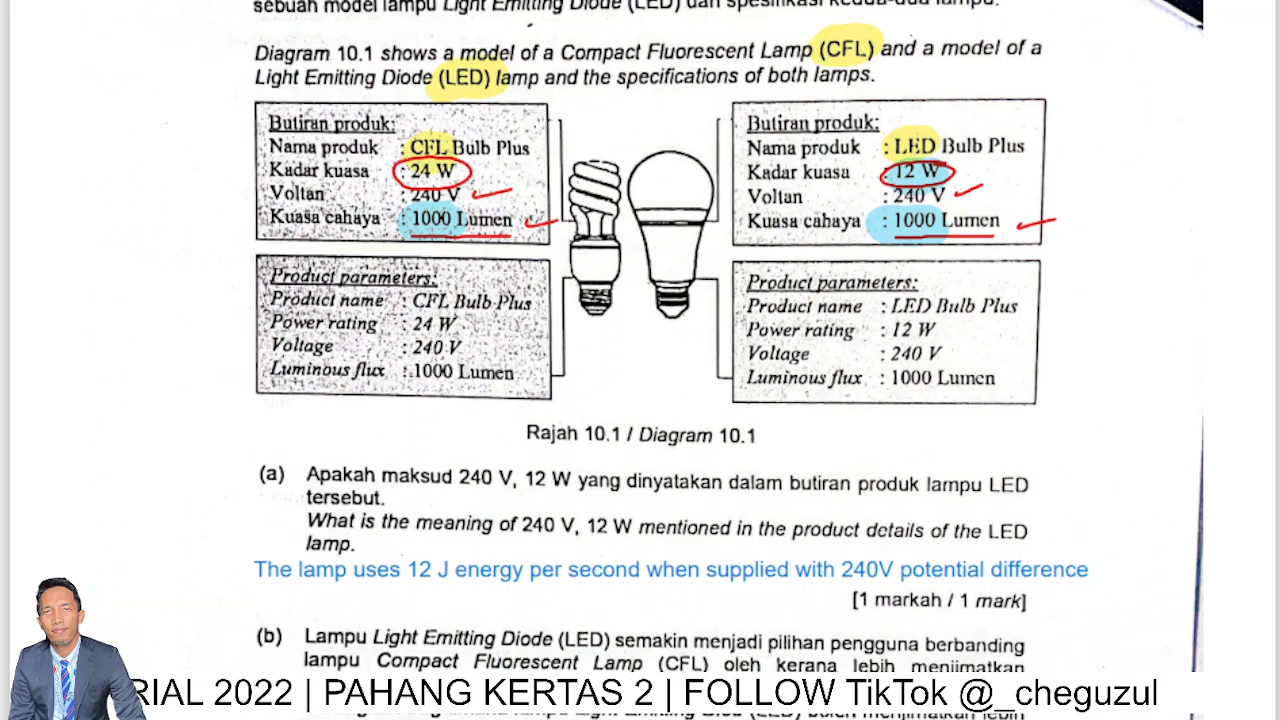 sebuah model lampu Light Emitting Diode (LED) dan spesifikasi kedua-dua lampu.
Diagram 10.1 shows a model of a Compact Fluorescent Lamp (CFL) and a model of a
Light Emitting Diode (LED) lamp and the specifications of both lamps.
Butiran produk:
Nama produk : CFL Bulb Plus
Kadar kuasa : 24 W
Voltan : 240 V
Kuasa cahaya : 1000 Lumen
Product parameters:
Product name : CFL Bulb Plus
Power rating : 24 W
Voltage : 240 V
Luminous flux : 1000 Lumen
Butiran produk:
Nama produk : LED Bulb Plus
Kadar kuasa : 12 W
Voltan : 240 V
Kuasa cahaya : 1000 Lumen
Product parameters:
Product name : LED Bulb Plus
Power rating : 12 W
Voltage : 240 V
Luminous flux : 1000 Lumen
Rajah 10.1 / Diagram 10.1
(a) Apakah maksud 240 V, 12 W yang dinyatakan dalam butiran produk lampu LED
tersebut.
What is the meaning of 240 V, 12 W mentioned in the product details of the LED
lamp.
The lamp uses 12 J energy per second when supplied with 240V potential difference
[1 markah / 1 mark]
(b) Lampu Light Emitting Diode (LED) semakin menjadi pilihan pengguna berbanding
lampu Compact Fluorescent Lamp (CFL) oleh kerana lebih menjimatkan
RIAL 2022 | PAHANG KERTAS 2 | FOLLOW TikTok @_cheguzul